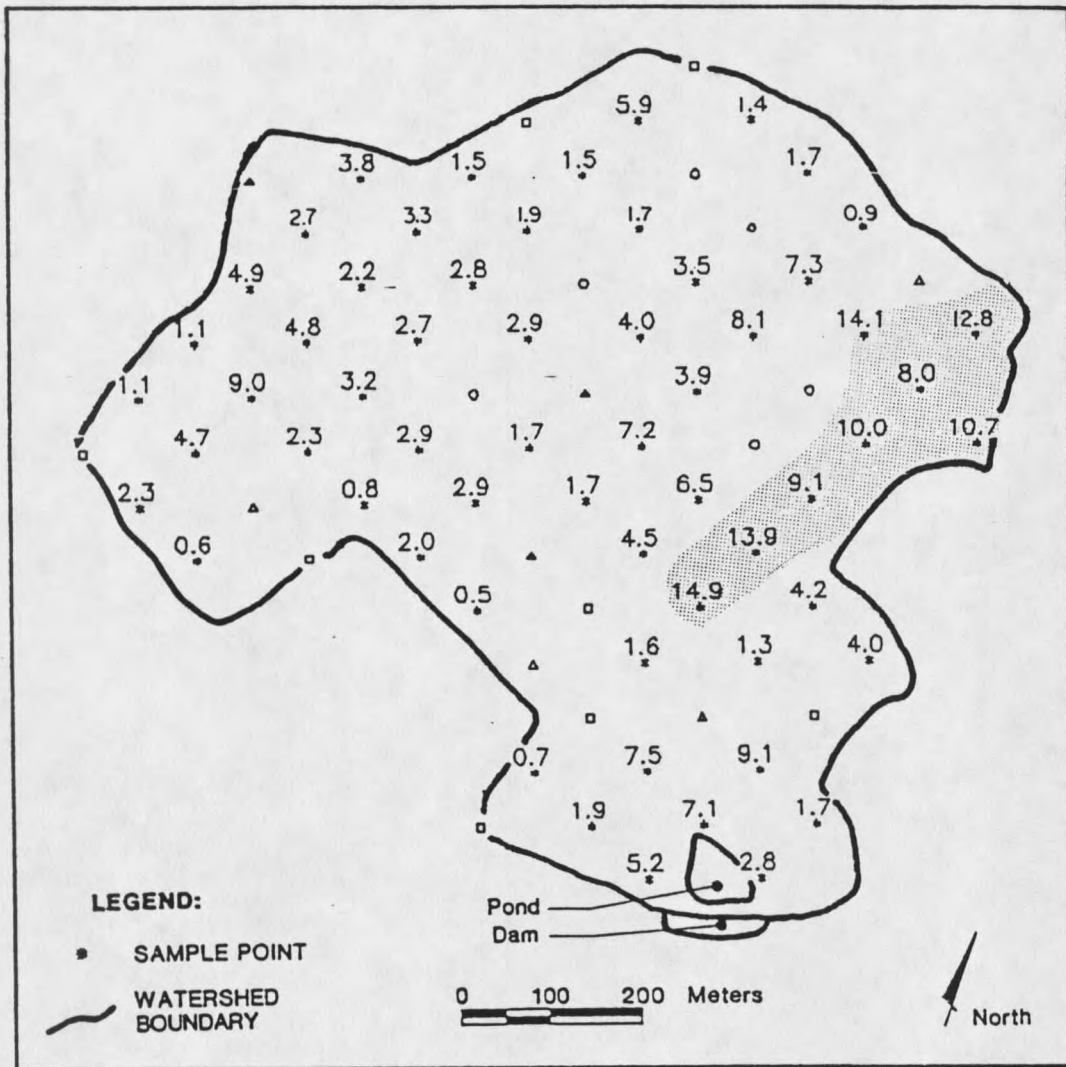 5.9 1.4
3.8 1.5 1.5 1.7
2.7 3.3 1.9 1.7 0.9
4.9 2.2 2.8 3.5 7.3
1.1 4.8 2.7 2.9 4.0 8.1 14.1 12.8
1.1 9.0 3.2 3.9 8.0
4.7 2.3 2.9 1.7 7.2 10.0 10.7
2.3 0.8 2.9 1.7 6.5 9.1
0.6 2.0 4.5 13.9
0.5 14.9 4.2
1.6 1.3 4.0
0.7 7.5 9.1
1.9 7.1 1.7
5.2 2.8
Pond
Dam
LEGEND:
SAMPLE POINT
WATERSHED
BOUNDARY
0 100 200 Meters
North